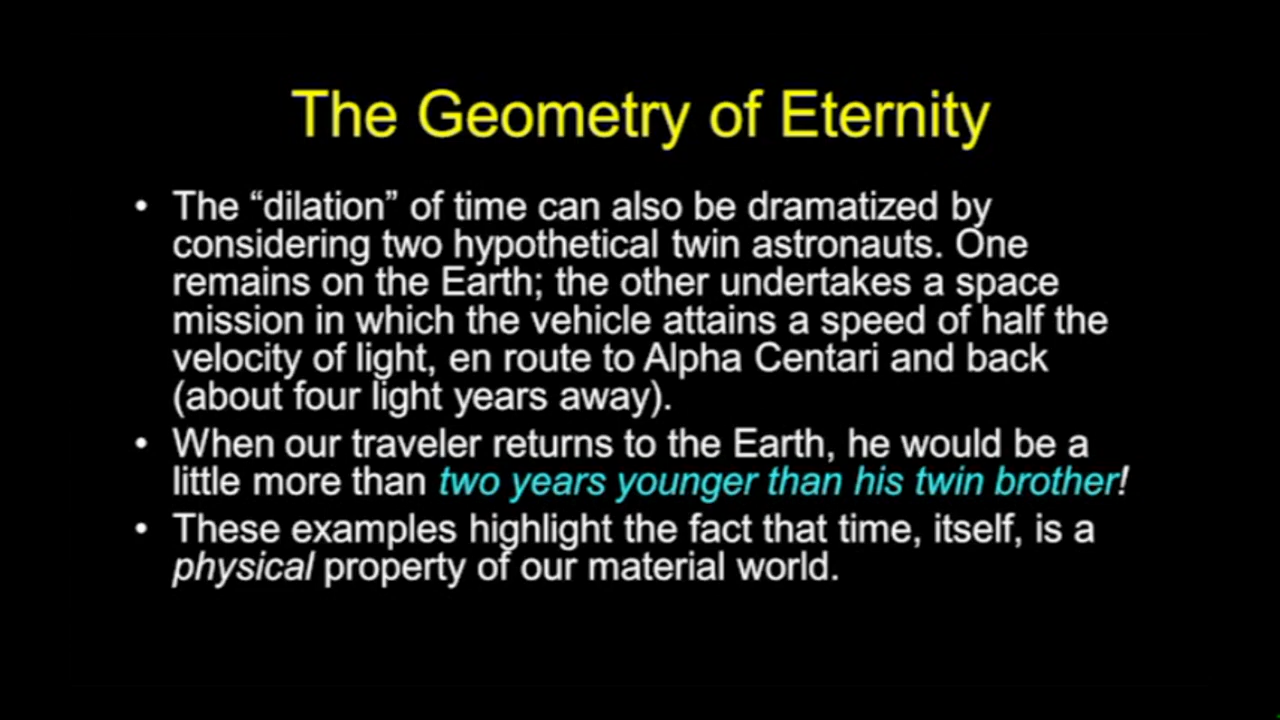 The Geometry of Eternity
• The “dilation” of time can also be dramatized by
considering two hypothetical twin astronauts. One
remains on the Earth; the other undertakes a space
mission in which the vehicle attains a speed of half the
velocity of light, en route to Alpha Centari and back
(about four light years away).
• When our traveler returns to the Earth, he would be a
little more than two years younger than his twin brother!
• These examples highlight the fact that time, itself, is a
physical property of our material world.